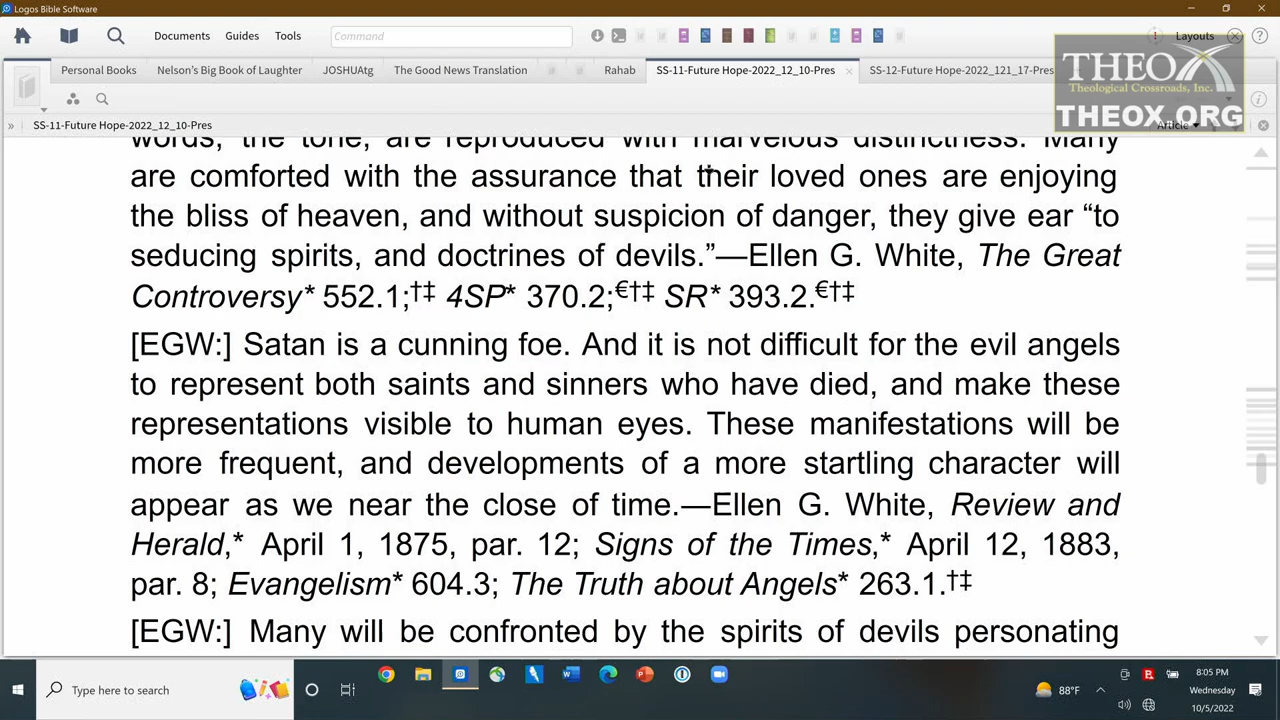 Logos Bible Software
Documents Guides Tools Command Layouts
THEOX
Theological Crossroads, Inc.
THEOX.ORG
Personal Books Nelson's Big Book of Laughter JOSHUAtg The Good News Translation Rahab SS-11-Future Hope-2022_12_10-Pres SS-12-Future Hope-2022_121_17-Pres
» SS-11-Future Hope-2022_12_10-Pres Article
words, the tone, are reproduced with marvelous distinctness. Many
are comforted with the assurance that their loved ones are enjoying
the bliss of heaven, and without suspicion of danger, they give ear “to
seducing spirits, and doctrines of devils.”—Ellen G. White, The Great
Controversy* 552.1;†‡ 4SP* 370.2;€†‡ SR* 393.2.€†‡
[EGW:] Satan is a cunning foe. And it is not difficult for the evil angels
to represent both saints and sinners who have died, and make these
representations visible to human eyes. These manifestations will be
more frequent, and developments of a more startling character will
appear as we near the close of time.—Ellen G. White, Review and
Herald,* April 1, 1875, par. 12; Signs of the Times,* April 12, 1883,
par. 8; Evangelism* 604.3; The Truth about Angels* 263.1.†‡
[EGW:] Many will be confronted by the spirits of devils personating
Type here to search
88°F
8:05 PM
Wednesday
10/5/2022